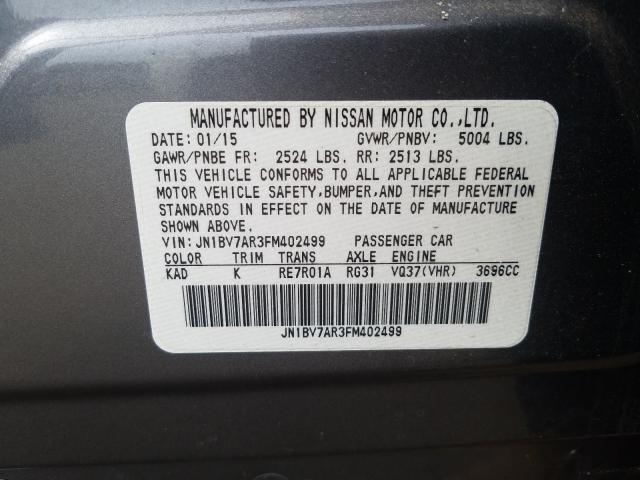 MANUFACTURED BY NISSAN MOTOR CO.,LTD.
DATE: 01/15 GVWR/PNBV: 5004 LBS.
GAWR/PNBE FR: 2524 LBS. RR: 2513 LBS.
THIS VEHICLE CONFORMS TO ALL APPLICABLE FEDERAL
MOTOR VEHICLE SAFETY,BUMPER,AND THEFT PREVENTION
STANDARDS IN EFFECT ON THE DATE OF MANUFACTURE
SHOWN ABOVE.
VIN: JN1BV7AR3FM402499 PASSENGER CAR
COLOR TRIM TRANS AXLE ENGINE
KAD K RE7R01A RG31 VQ37(VHR) 3696CC
JN1BV7AR3FM402499